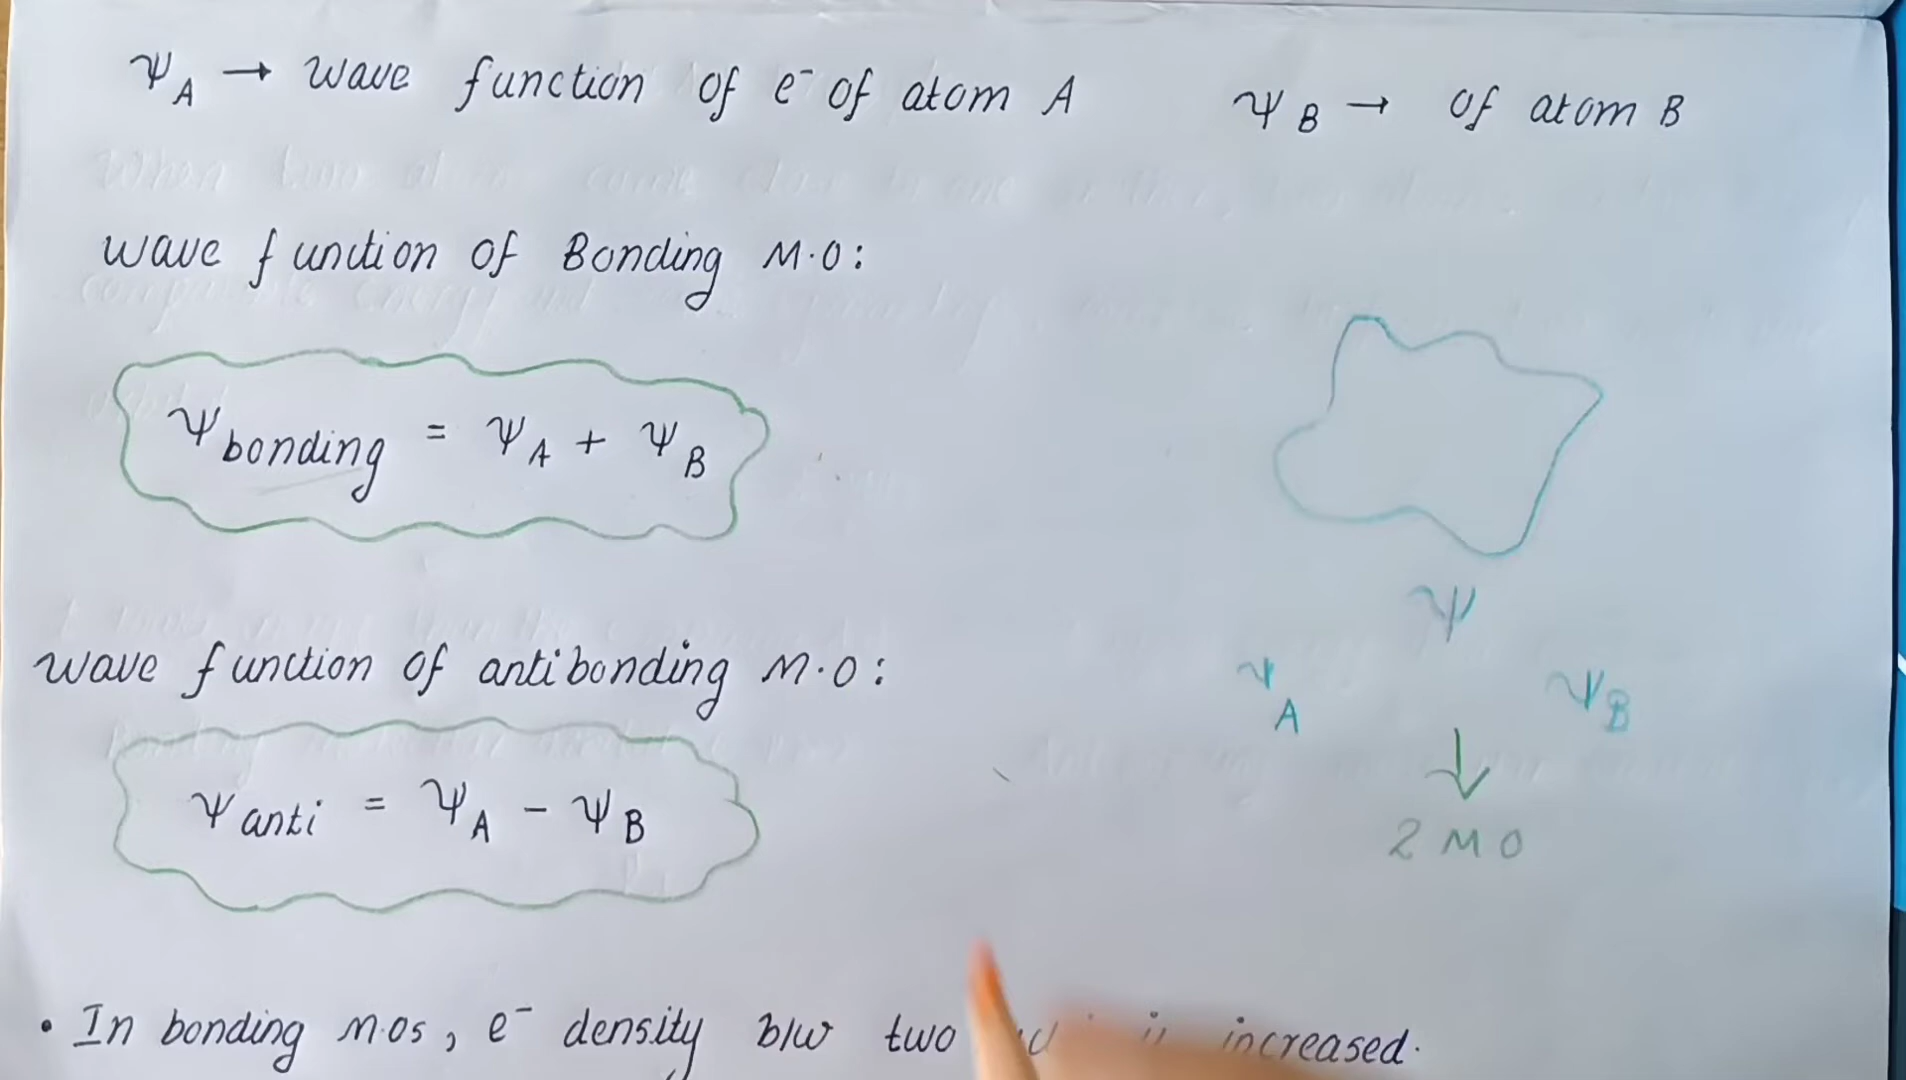 ψA → wave function of e⁻ of atom A ψB → of atom B
wave function of Bonding M.O:
ψbonding = ψA + ψB
ψ
wave function of antibonding M.O:
ψA ψB
ψanti = ψA - ψB
2 MO
• In bonding M.Os, e⁻ density b/w two increased.